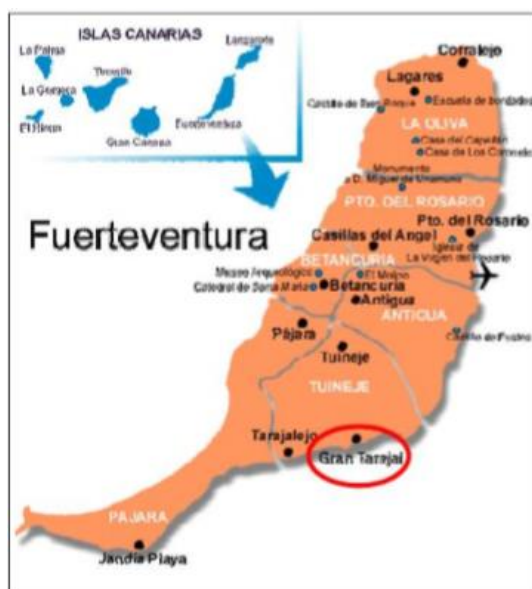 ISLAS CANARIAS
Lanzarote
La Palma
Tenerife
La Gomera
El Hierro
Gran Canaria
Fuerteventura
Corralejo
Lagares
Escuela de bordados
LA OLIVA
Casa del Capellán
Casa de Los Coroneles
Monumento
a D. Miguel de Unamuno
PTO. DEL ROSARIO
Fuerteventura
Pto. del Rosario
Casillas del Angel
Iglesia de
La Virgen del Rosario
BETANCURIA
Museo Arqueológico
El Molino
Catedral de Santa María
Betancuria
Antigua
ANTIGUA
Pájara
Tuineje
TUINEJE
Tarajalejo
Gran Tarajal
PAJARA
Jandía Playa